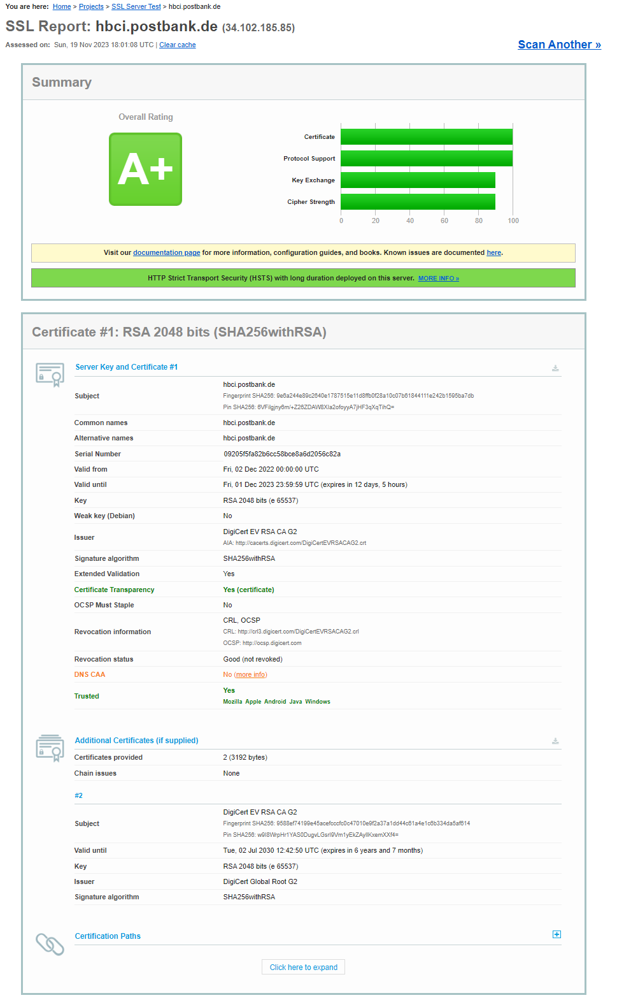 You are here: Home > Projects > SSL Server Test > hbci.postbank.de
SSL Report: hbci.postbank.de (34.102.185.85)
Assessed on: Sun, 19 Nov 2023 18:01:08 UTC | Clear cache
Scan Another »
Summary
Overall Rating
A+
Certificate
Protocol Support
Key Exchange
Cipher Strength
0 20 40 60 80 100
Visit our documentation page for more information, configuration guides, and books. Known issues are documented here.
HTTP Strict Transport Security (HSTS) with long duration deployed on this server. MORE INFO »
Certificate #1: RSA 2048 bits (SHA256withRSA)
Server Key and Certificate #1
Subject
hbci.postbank.de
Fingerprint SHA256: 9e6a244e89c2640e1787515e11d8ffb0f28a10c07b61844111e242b1595ba7db
Pin SHA256: 6VFilgjny6m/+Z26ZDAW8XIa2ofoyyA7jHF3qXqTihQ=
Common names hbci.postbank.de
Alternative names hbci.postbank.de
Serial Number 09205f5fa82b6cc58bce8a6d2056c82a
Valid from Fri, 02 Dec 2022 00:00:00 UTC
Valid until Fri, 01 Dec 2023 23:59:59 UTC (expires in 12 days, 5 hours)
Key RSA 2048 bits (e 65537)
Weak key (Debian) No
Issuer
DigiCert EV RSA CA G2
AIA: http://cacerts.digicert.com/DigiCertEVRSACAG2.crt
Signature algorithm SHA256withRSA
Extended Validation Yes
Certificate Transparency Yes (certificate)
OCSP Must Staple No
Revocation information
CRL, OCSP
CRL: http://crl3.digicert.com/DigiCertEVRSACAG2.crl
OCSP: http://ocsp.digicert.com
Revocation status Good (not revoked)
DNS CAA No (more info)
Trusted
Yes
Mozilla Apple Android Java Windows
Additional Certificates (if supplied)
Certificates provided 2 (3192 bytes)
Chain issues None
#2
Subject
DigiCert EV RSA CA G2
Fingerprint SHA256: 9588ef74199e45acefcccfc0c47010e9f2a37a1dd44c61a4e1c6b334da5af614
Pin SHA256: w9I8WrpHr1YAS0DugvLGsrI9Vm1yEkZAyllKxemXXf4=
Valid until Tue, 02 Jul 2030 12:42:50 UTC (expires in 6 years and 7 months)
Key RSA 2048 bits (e 65537)
Issuer DigiCert Global Root G2
Signature algorithm SHA256withRSA
Certification Paths
Click here to expand